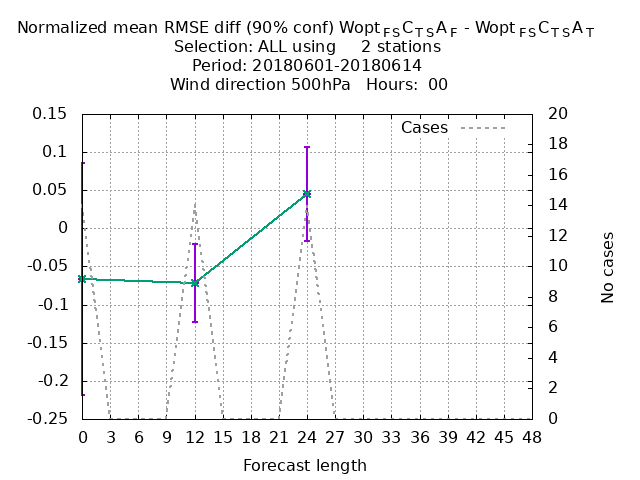 Normalized mean RMSE diff (90% conf) Wopt FS C TS A F - Wopt FS C TS A T
Selection: ALL using 2 stations
Period: 20180601-20180614
Wind direction 500hPa Hours: 00
Cases
0.15
0.1
0.05
0
-0.05
-0.1
-0.15
-0.2
-0.25
20
18
16
14
12
10
8
6
4
2
0
No cases
0 3 6 9 12 15 18 21 24 27 30 33 36 39 42 45 48
Forecast length